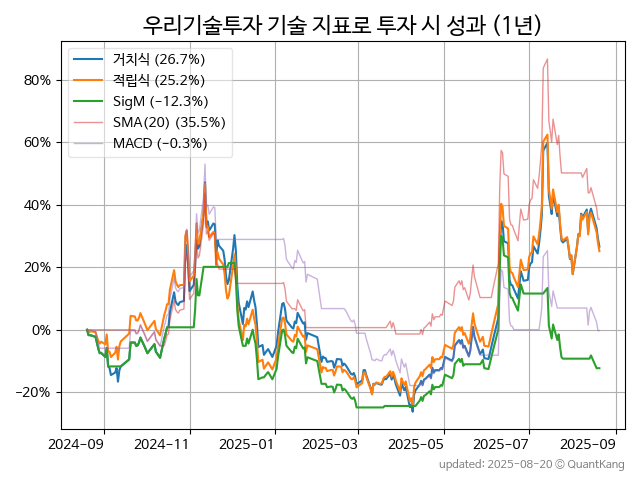 우리기술투자 기술 지표로 투자 시 성과 (1년)
거치식 (26.7%)
적립식 (25.2%)
SigM (−12.3%)
SMA(20) (35.5%)
MACD (−0.3%)
80%
60%
40%
20%
0%
−20%
2024-09 2024-11 2025-01 2025-03 2025-05 2025-07 2025-09
updated: 2025-08-20 © QuantKang